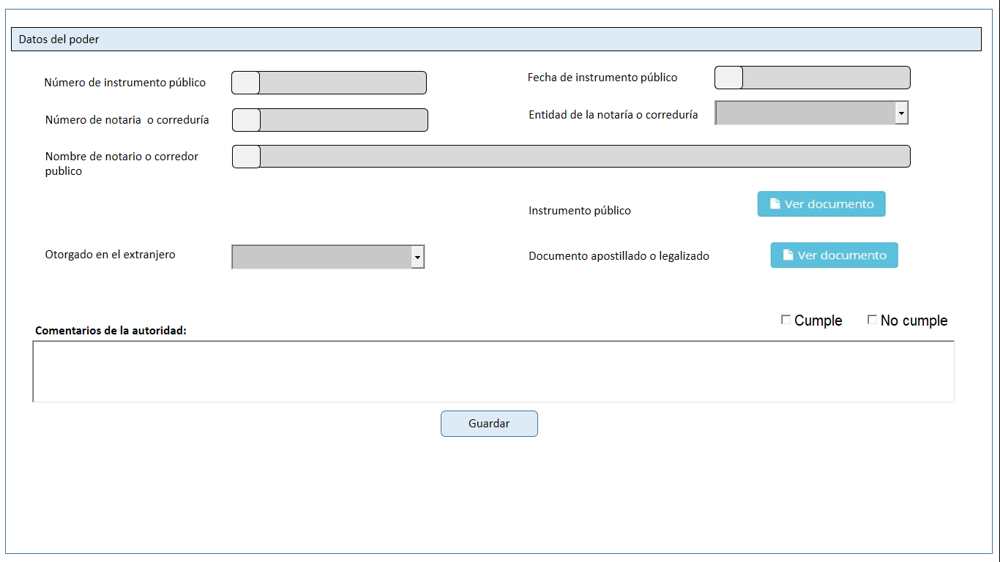 Datos del poder
Número de instrumento público
Fecha de instrumento público
Número de notaria  o correduría
Entidad de la notaría o correduría
Nombre de notario o corredor
publico
Instrumento público
Ver documento
Otorgado en el extranjero
Documento apostillado o legalizado
Ver documento
Cumple
No cumple
Comentarios de la autoridad:
Guardar